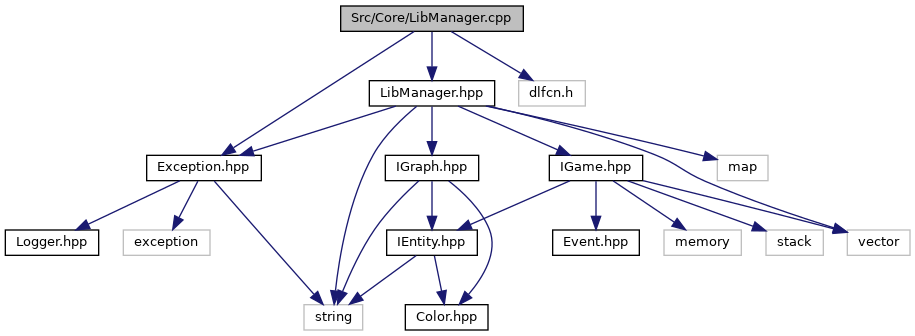 Src/Core/LibManager.cpp
LibManager.hpp
dlfcn.h
Exception.hpp
IGraph.hpp
IGame.hpp
map
Logger.hpp
exception
IEntity.hpp
Event.hpp
memory
stack
vector
string
Color.hpp